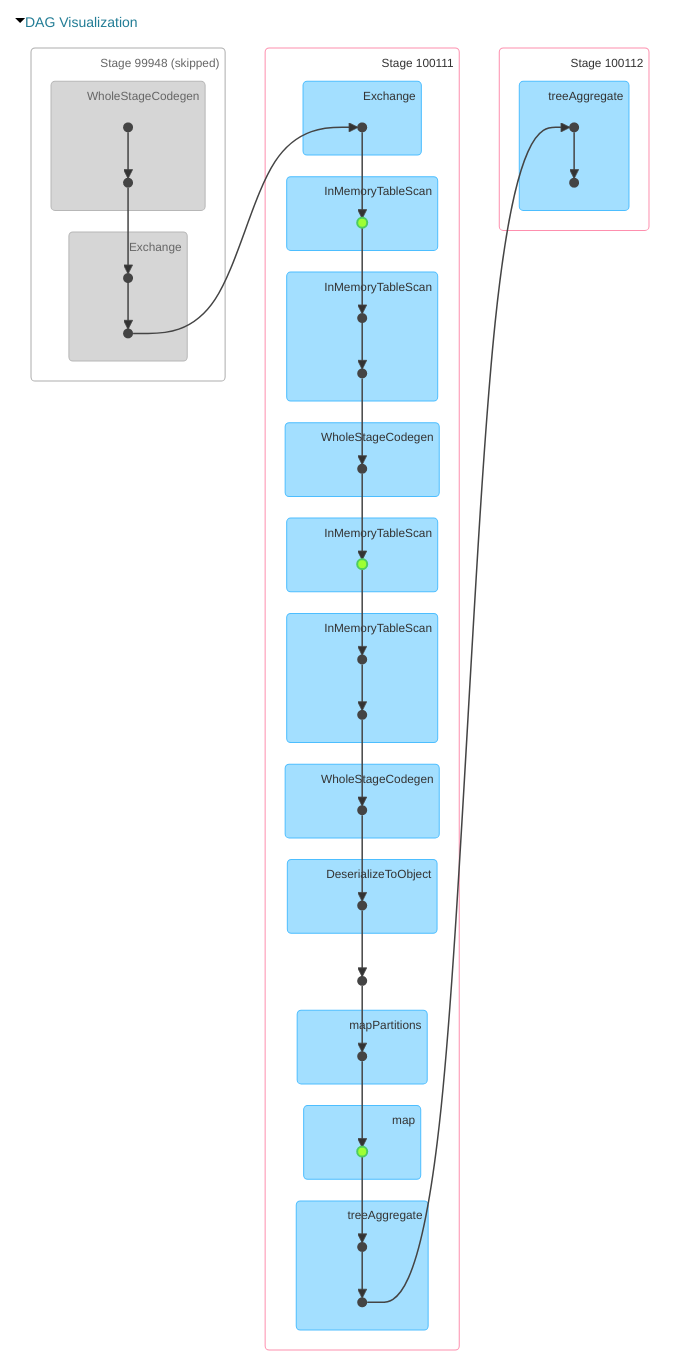 DAG Visualization
Stage 99948 (skipped)
WholeStageCodegen
Exchange
Stage 100111
Exchange
InMemoryTableScan
InMemoryTableScan
WholeStageCodegen
InMemoryTableScan
InMemoryTableScan
WholeStageCodegen
DeserializeToObject
mapPartitions
map
treeAggregate
Stage 100112
treeAggregate